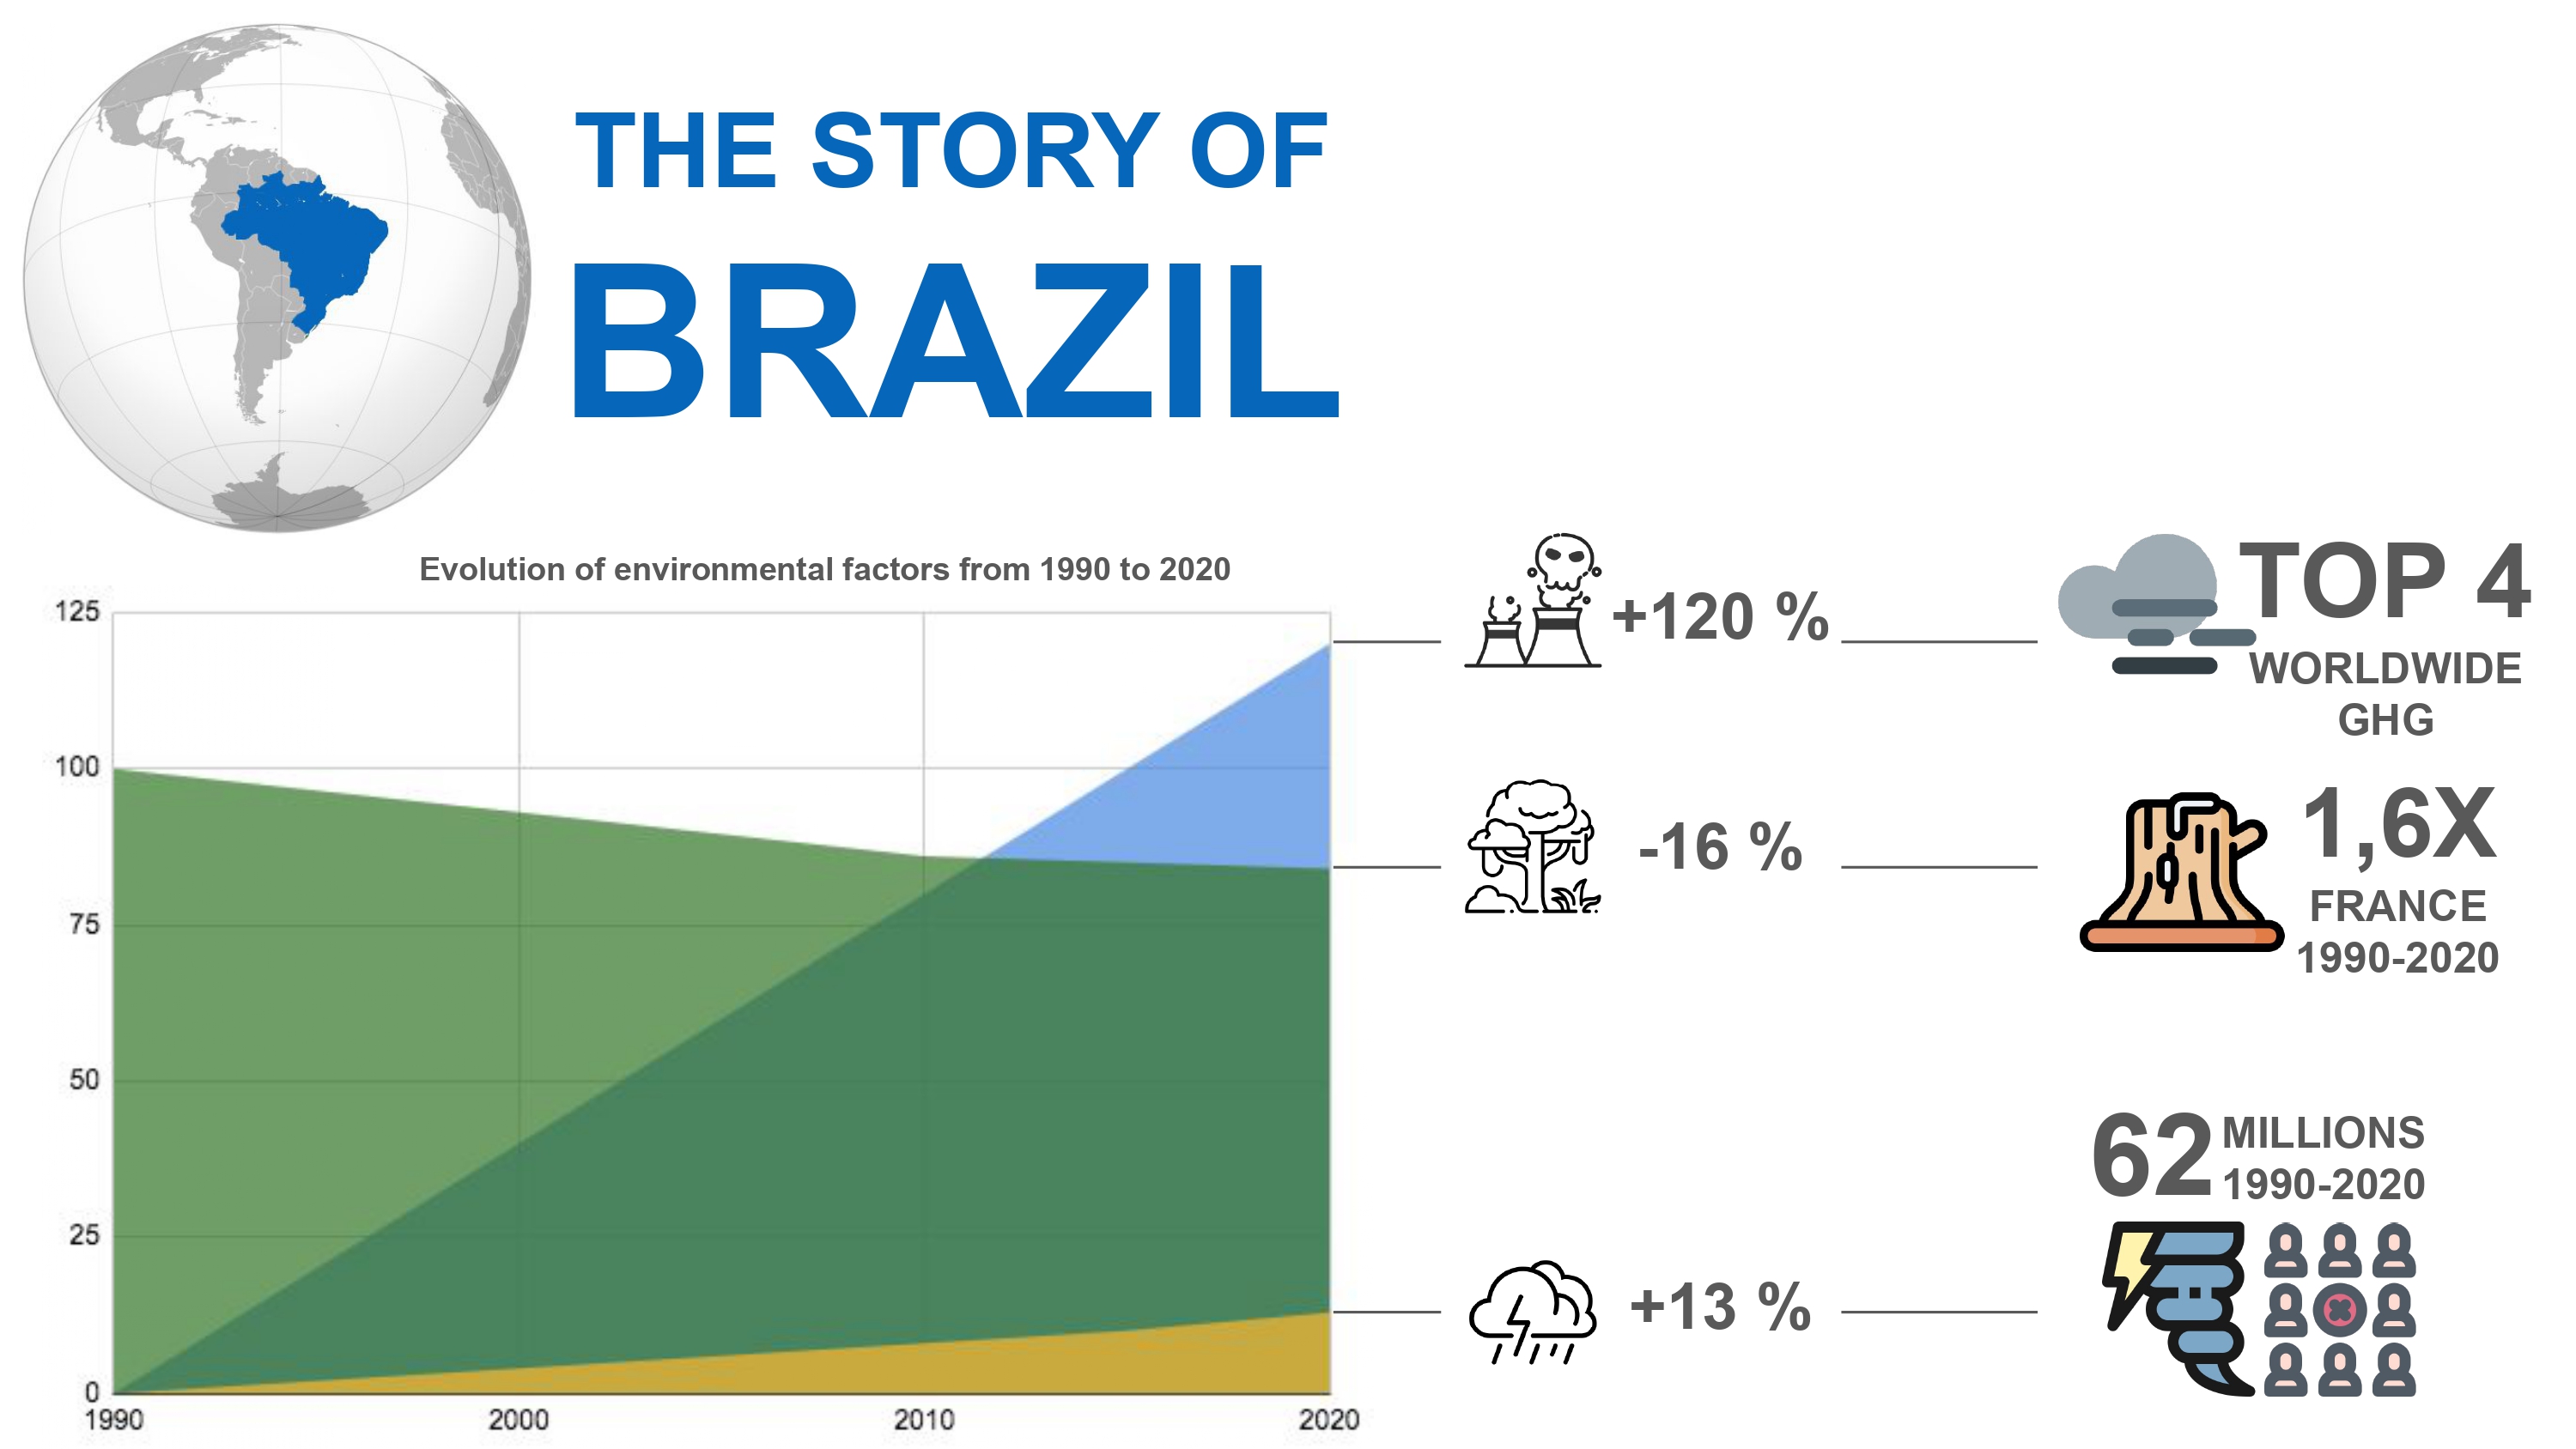 THE STORY OF
BRAZIL
Evolution of environmental factors from 1990 to 2020
125
100
75
50
25
0
1990 2000 2010 2020
+120 %
-16 %
+13 %
TOP 4
WORLDWIDE
GHG
1,6X
FRANCE
1990-2020
62 MILLIONS
1990-2020